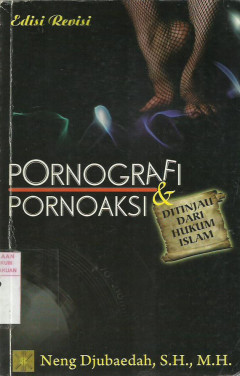 Edisi Revisi
PORNOGRAFI
&
PORNOAKSI
DITINJAU
DARI
HUKUM
ISLAM
Neng Djubaedah, S.H., M.H.